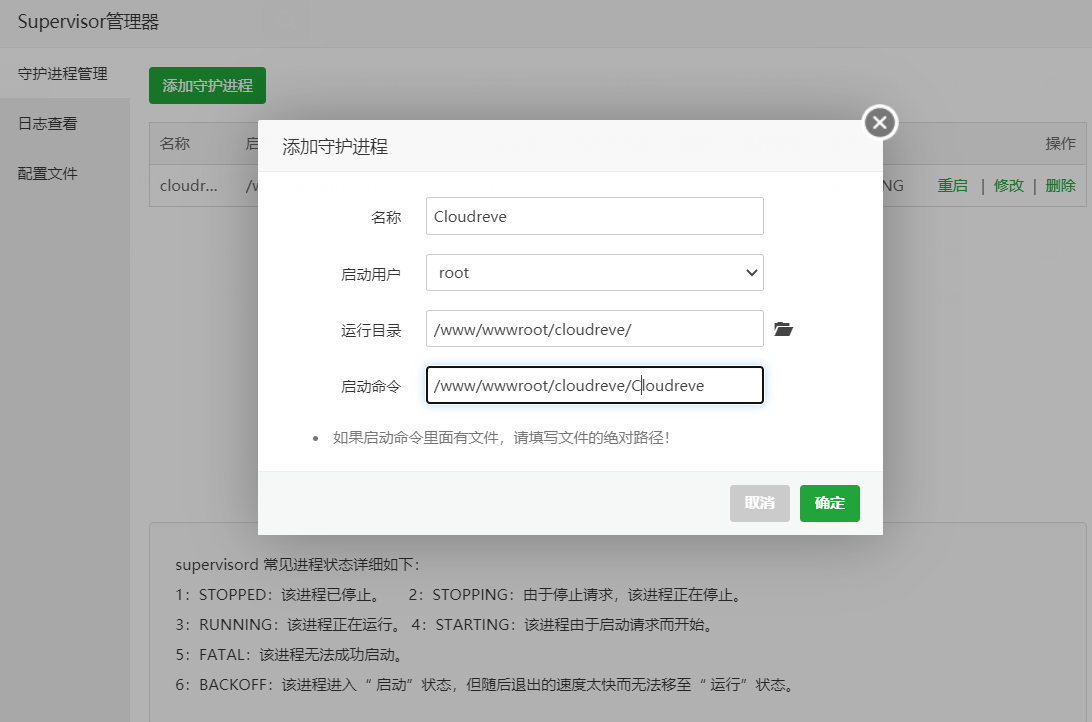 Supervisor管理器
守护进程管理
日志查看
配置文件
添加守护进程
名称 启 操作
cloudr... /w NG 重启 | 修改 | 删除
添加守护进程
名称 Cloudreve
启动用户 root
运行目录 /www/wwwroot/cloudreve/
启动命令 /www/wwwroot/cloudreve/Cloudreve
• 如果启动命令里面有文件，请填写文件的绝对路径！
取消 确定
supervisord 常见进程状态详细如下：
1：STOPPED：该进程已停止。 2：STOPPING：由于停止请求，该进程正在停止。
3：RUNNING：该进程正在运行。 4：STARTING：该进程由于启动请求而开始。
5：FATAL：该进程无法成功启动。
6：BACKOFF：该进程进入“ 启动”状态，但随后退出的速度太快而无法移至“ 运行”状态。